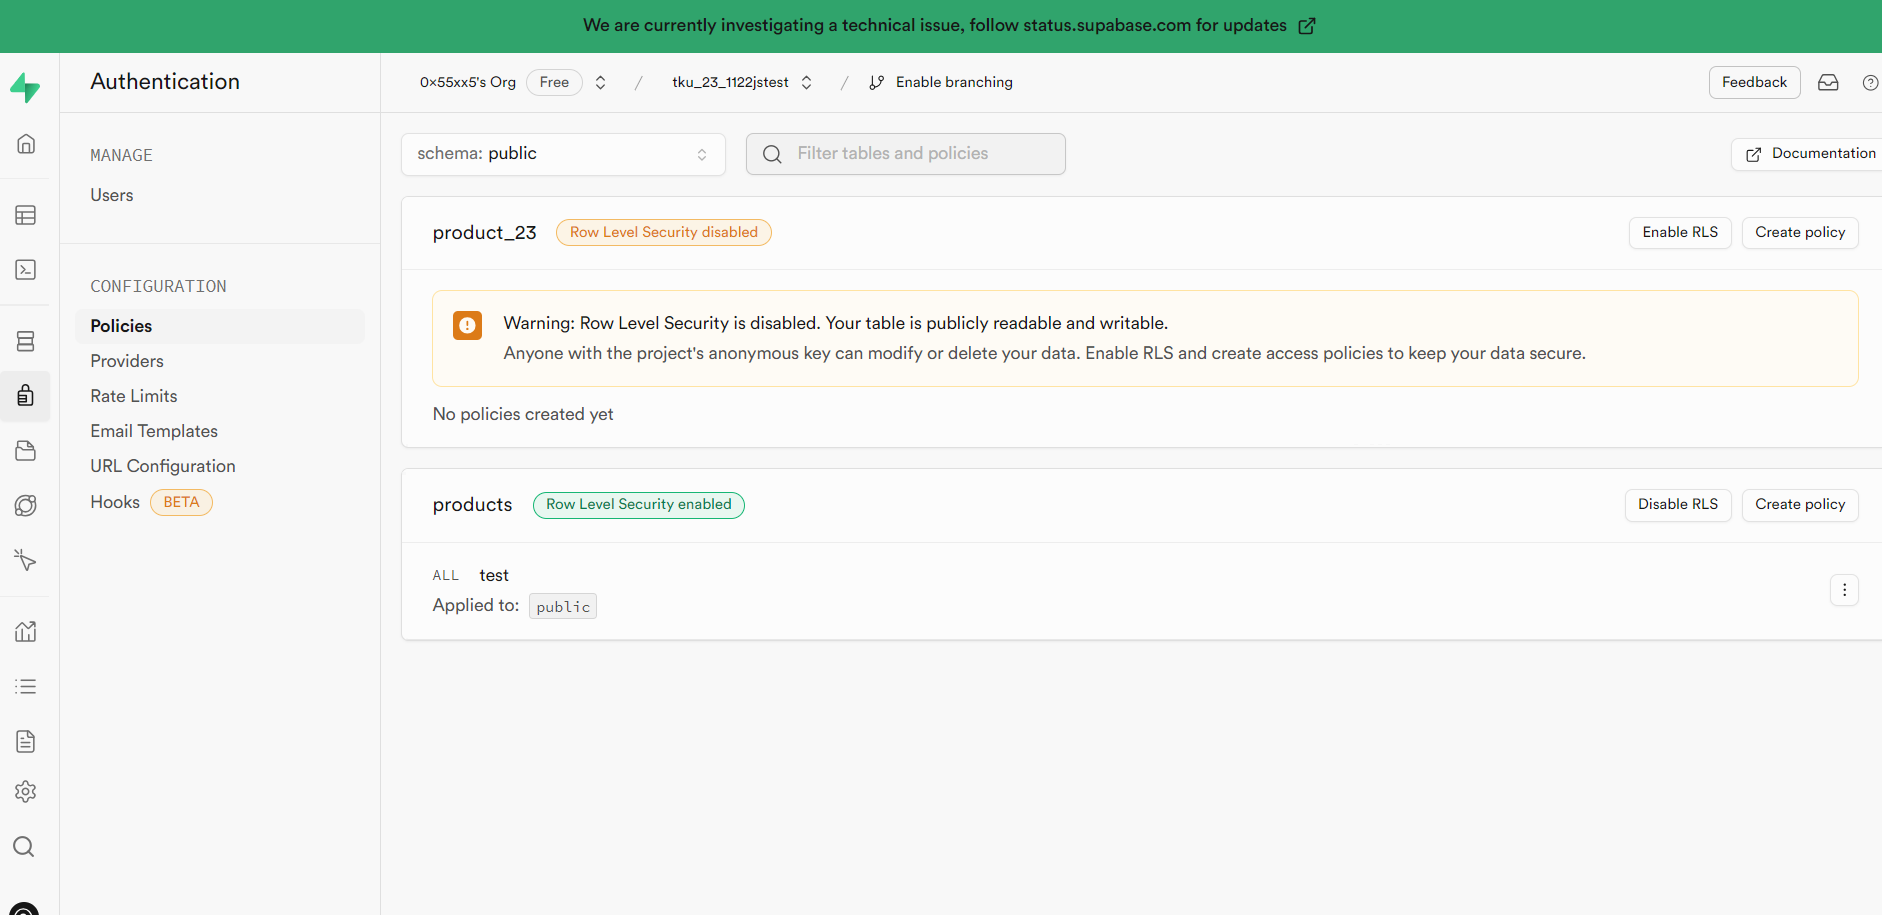 We are currently investigating a technical issue, follow status.supabase.com for updates
Authentication
0x55xx5's Org Free / tku_23_1122jstest / Enable branching
Feedback
MANAGE
Users
CONFIGURATION
Policies
Providers
Rate Limits
Email Templates
URL Configuration
Hooks BETA
schema: public
Filter tables and policies
Documentation
product_23 Row Level Security disabled
Enable RLS Create policy
Warning: Row Level Security is disabled. Your table is publicly readable and writable.
Anyone with the project's anonymous key can modify or delete your data. Enable RLS and create access policies to keep your data secure.
No policies created yet
products Row Level Security enabled
Disable RLS Create policy
ALL test
Applied to: public